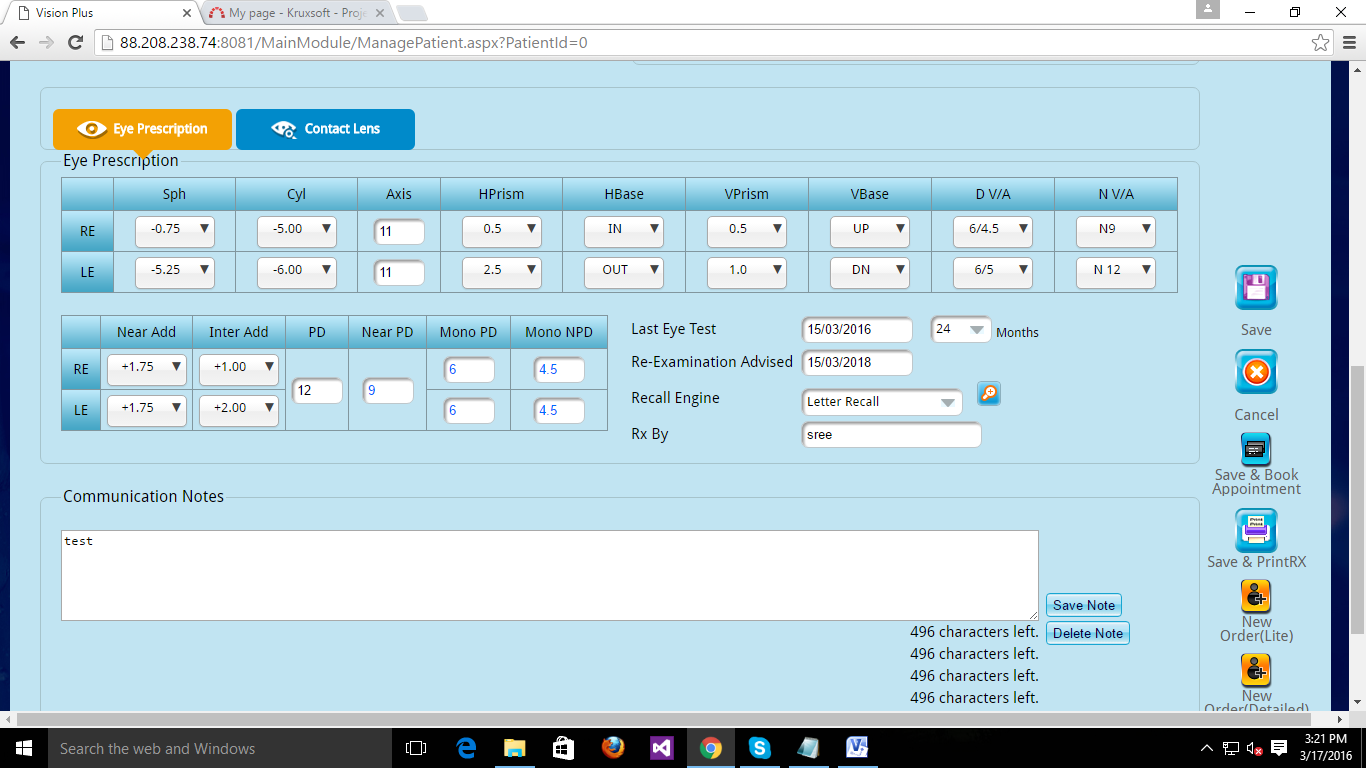 Vision Plus
My page - Kruxsoft - Proje
88.208.238.74:8081/MainModule/ManagePatient.aspx?PatientId=0
Eye Prescription
Contact Lens
Eye Prescription
Sph Cyl Axis HPrism HBase VPrism VBase D V/A N V/A
RE -0.75 -5.00 11 0.5 IN 0.5 UP 6/4.5 N9
LE -5.25 -6.00 11 2.5 OUT 1.0 DN 6/5 N 12
Near Add Inter Add PD Near PD Mono PD Mono NPD
RE +1.75 +1.00 12 9 6 4.5
LE +1.75 +2.00 6 4.5
Last Eye Test 15/03/2016 24 Months
Re-Examination Advised 15/03/2018
Recall Engine Letter Recall
Rx By sree
Communication Notes
test
Save Note
496 characters left.
Delete Note
496 characters left.
496 characters left.
496 characters left.
Save
Cancel
Save & Book
Appointment
Print
Press
Save & PrintRX
New
Order(Lite)
New
Order(Detailed)
Search the web and Windows
3:21 PM
3/17/2016